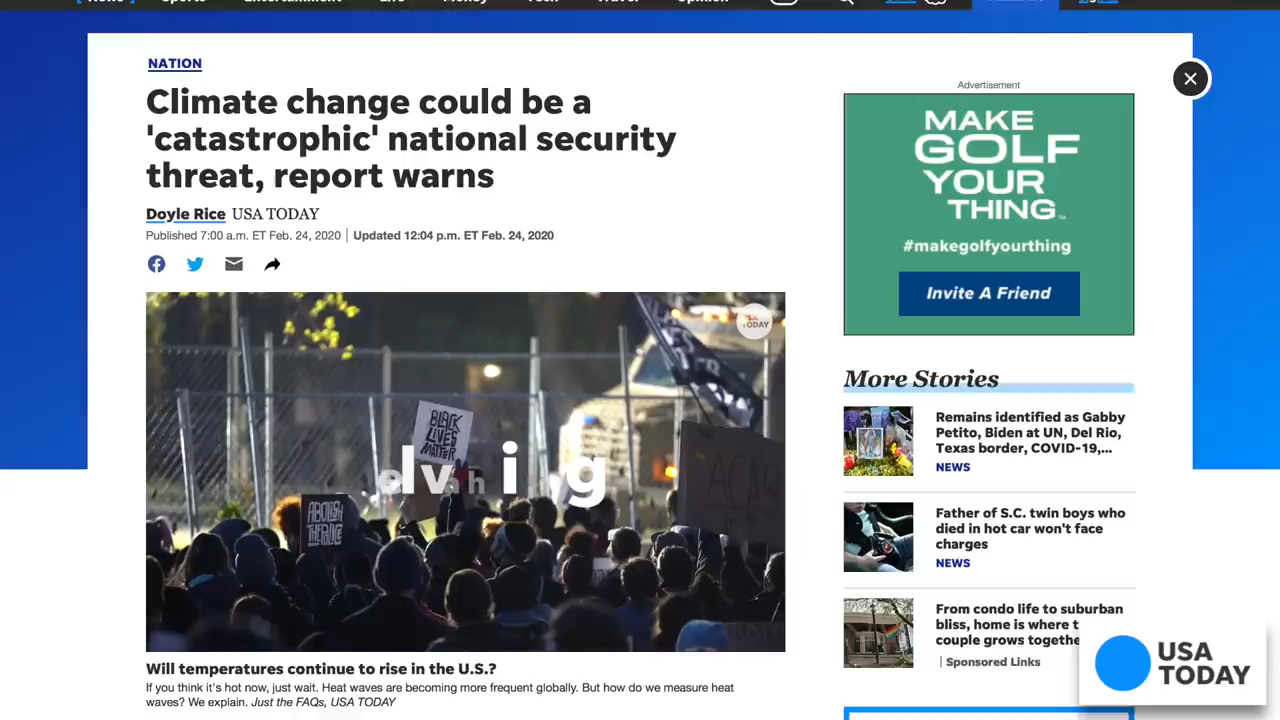 NATION
Climate change could be a
'catastrophic' national security
threat, report warns
Doyle Rice USA TODAY
Published 7:00 a.m. ET Feb. 24, 2020 | Updated 12:04 p.m. ET Feb. 24, 2020
USA
TODAY
BLACK
LIVES
MATTER
ABOLISH
THE POLICE
ACAB
Will temperatures continue to rise in the U.S.?
If you think it's hot now, just wait. Heat waves are becoming more frequent globally. But how do we measure heat
waves? We explain. Just the FAQs, USA TODAY
Advertisement
MAKE
GOLF
YOUR
THING™
#makegolfyourthing
Invite A Friend
More Stories
Remains identified as Gabby
Petito, Biden at UN, Del Rio,
Texas border, COVID-19,...
NEWS
Father of S.C. twin boys who
died in hot car won't face
charges
NEWS
From condo life to suburban
bliss, home is where
couple grows
| Sponsored Links
USA
TODAY